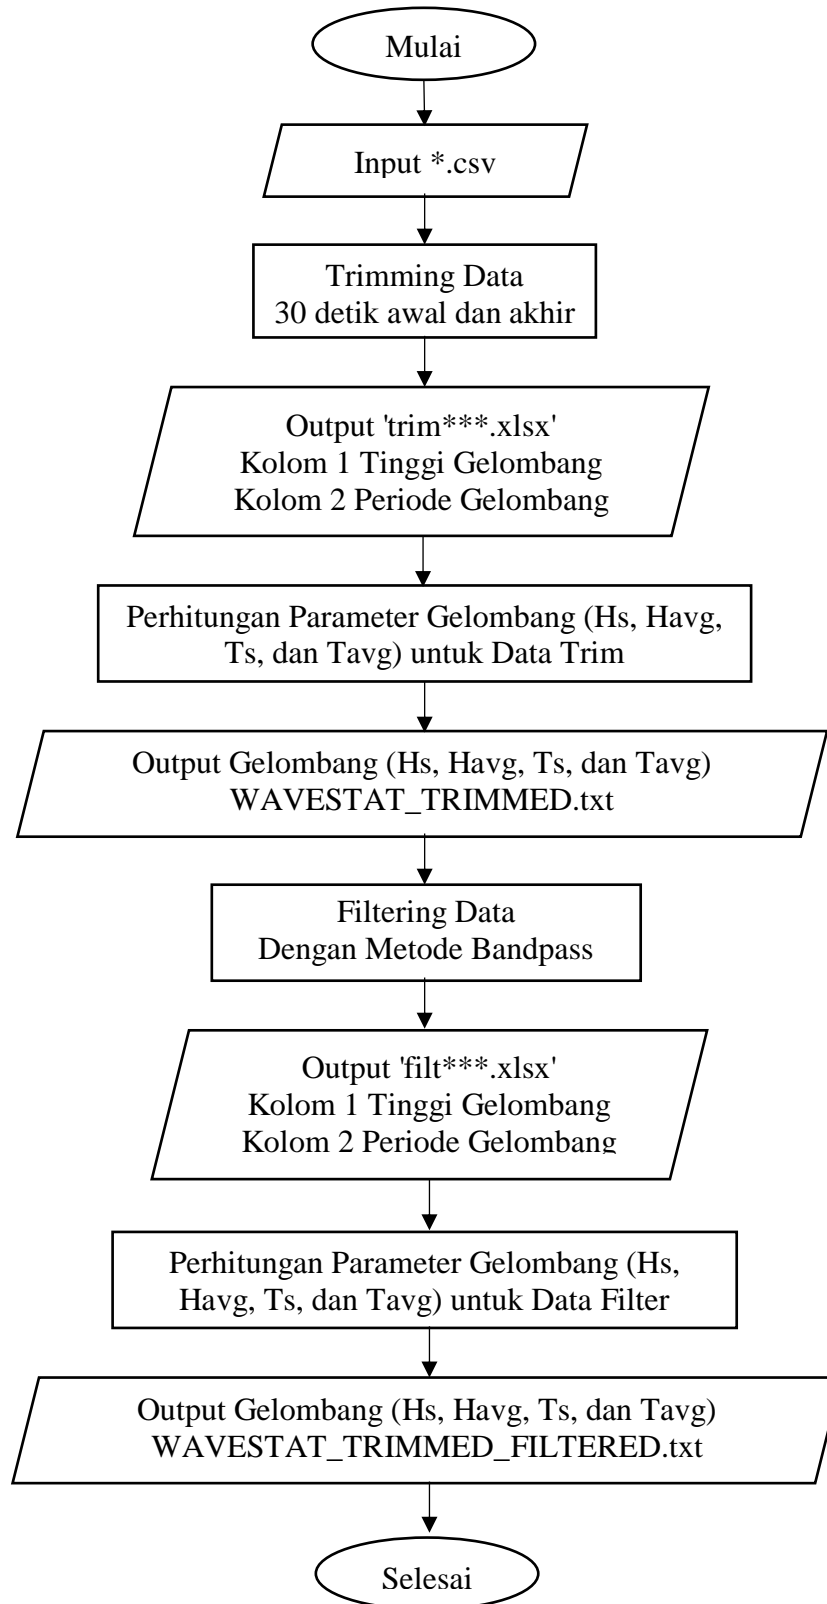 Mulai
Input *.csv
Trimming Data
30 detik awal dan akhir
Output 'trim***.xlsx'
Kolom 1 Tinggi Gelombang
Kolom 2 Periode Gelombang
Perhitungan Parameter Gelombang (Hs, Havg,
Ts, dan Tavg) untuk Data Trim
Output Gelombang (Hs, Havg, Ts, dan Tavg)
WAVESTAT_TRIMMED.txt
Filtering Data
Dengan Metode Bandpass
Output 'filt***.xlsx'
Kolom 1 Tinggi Gelombang
Kolom 2 Periode Gelombang
Perhitungan Parameter Gelombang (Hs,
Havg, Ts, dan Tavg) untuk Data Filter
Output Gelombang (Hs, Havg, Ts, dan Tavg)
WAVESTAT_TRIMMED_FILTERED.txt
Selesai